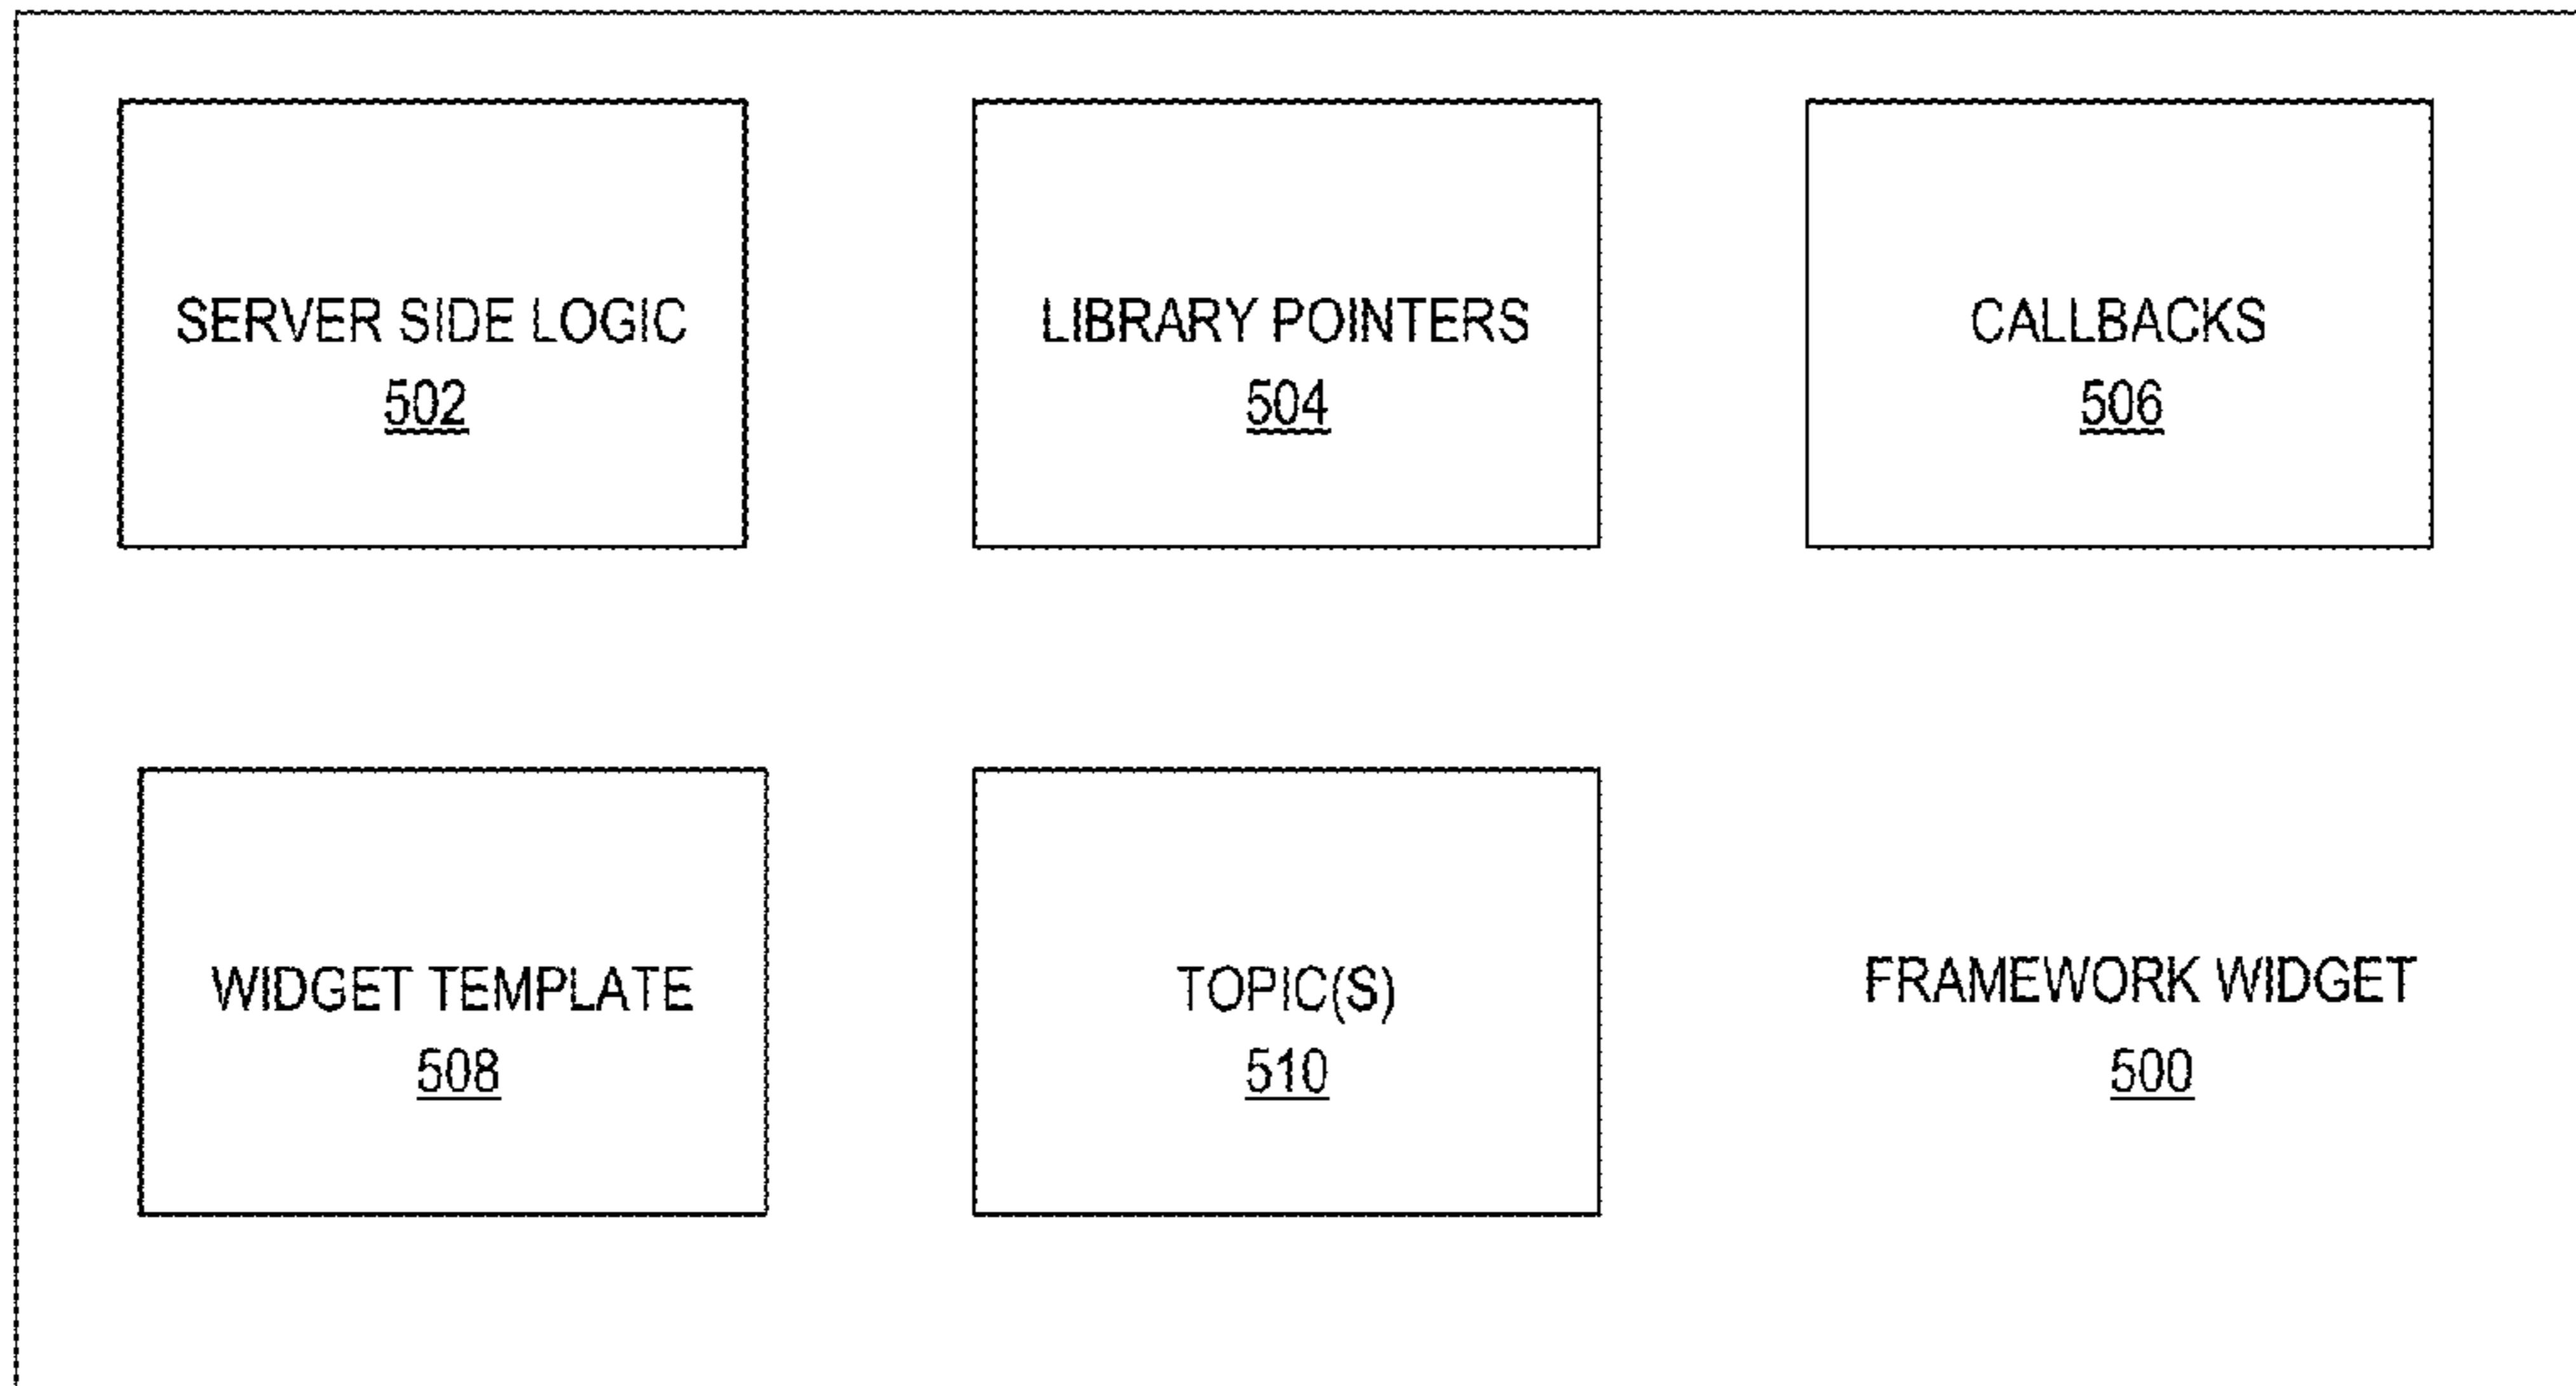 SERVER SIDE LOGIC
502
LIBRARY POINTERS
504
CALLBACKS
506
WIDGET TEMPLATE
508
TOPIC(S)
510
FRAMEWORK WIDGET
500